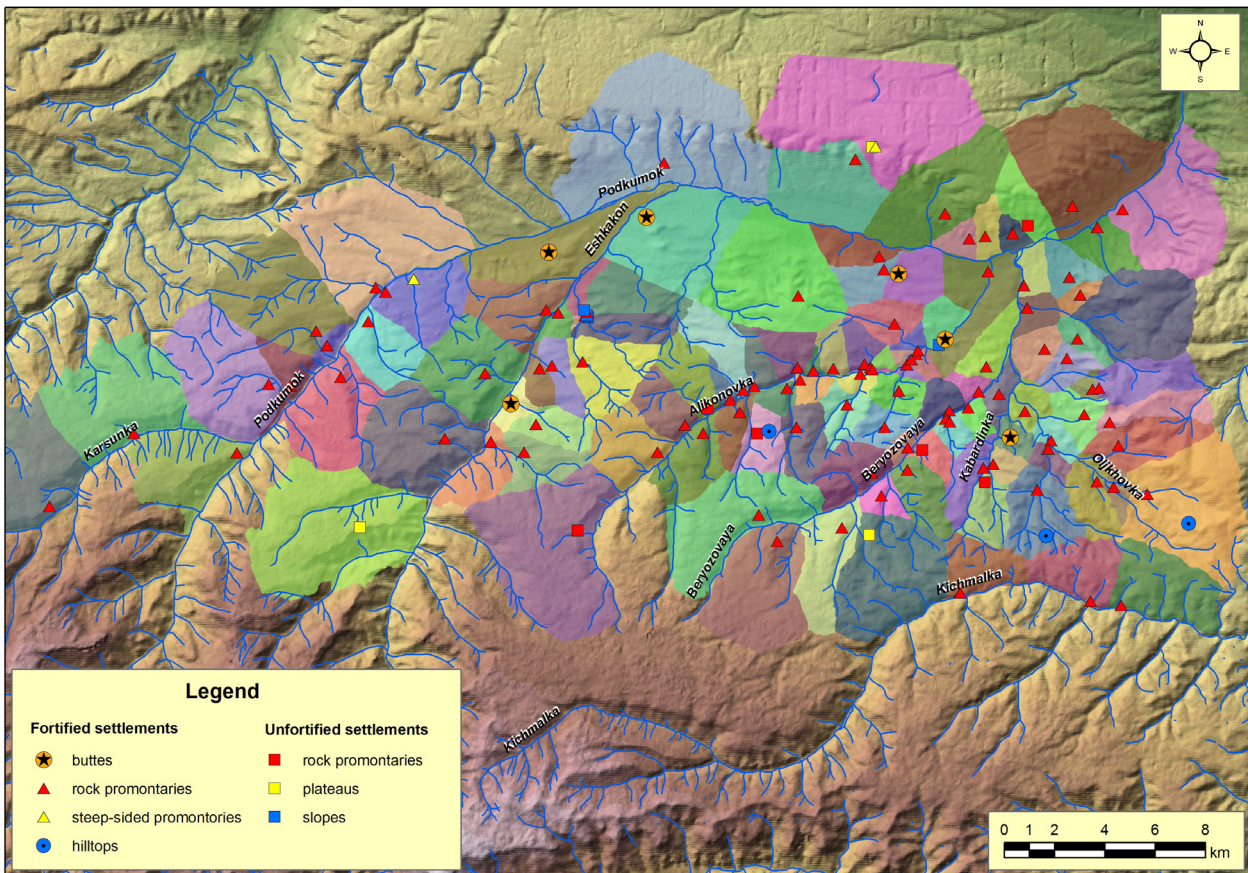 N
W E
S
Podkumok
Eshkakon
Podkumok
Karsunka
Alikonovka
Beryozovaya
Kabardinka
Oljkhovka
Beryozovaya
Kichmalka
Kichmalka
Legend
Fortified settlements
buttes
rock promontaries
steep-sided promontories
hilltops
Unfortified settlements
rock promontaries
plateaus
slopes
0 1 2 4 6 8
km